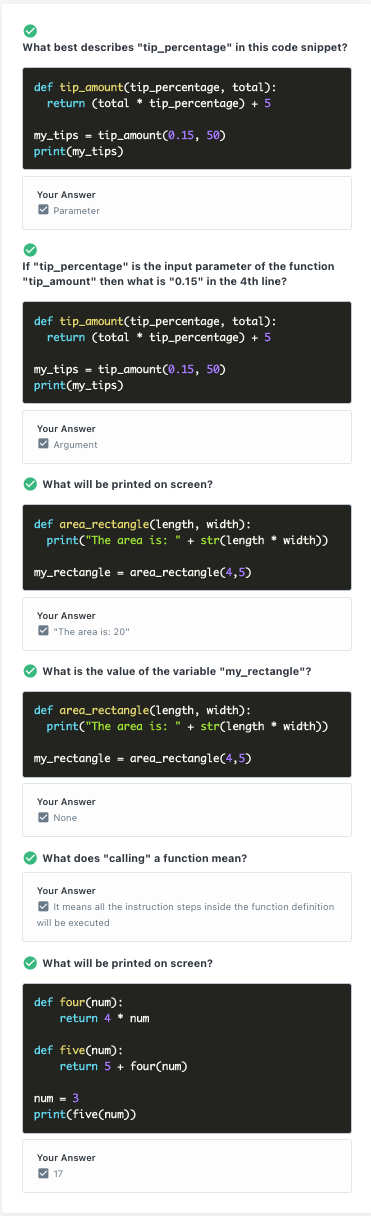 What best describes "tip_percentage" in this code snippet?
def tip_amount(tip_percentage, total):
  return (total * tip_percentage) + 5
my_tips = tip_amount(0.15, 50)
print(my_tips)
Your Answer
Parameter
If "tip_percentage" is the input parameter of the function
"tip_amount" then what is "0.15" in the 4th line?
def tip_amount(tip_percentage, total):
  return (total * tip_percentage) + 5
my_tips = tip_amount(0.15, 50)
print(my_tips)
Your Answer
Argument
What will be printed on screen?
def area_rectangle(length, width):
  print("The area is: " + str(length * width))
my_rectangle = area_rectangle(4,5)
Your Answer
"The area is: 20"
What is the value of the variable "my_rectangle"?
def area_rectangle(length, width):
  print("The area is: " + str(length * width))
my_rectangle = area_rectangle(4,5)
Your Answer
None
What does "calling" a function mean?
Your Answer
It means all the instruction steps inside the function definition
will be executed
What will be printed on screen?
def four(num):
    return 4 * num
def five(num):
    return 5 + four(num)
num = 3
print(five(num))
Your Answer
17